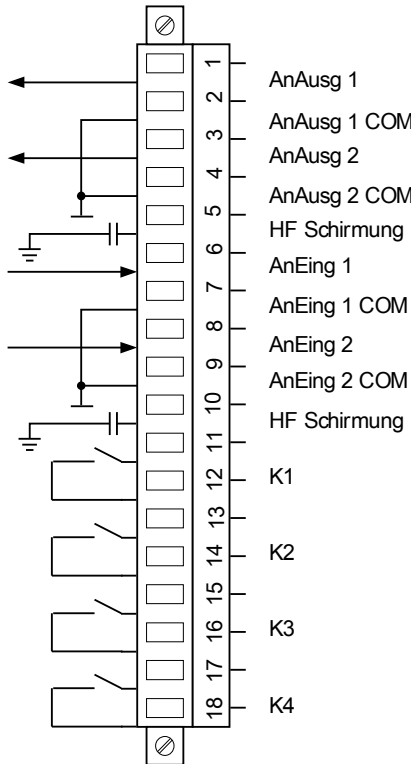 1
AnAusg 1
2
AnAusg 1 COM
3
AnAusg 2
4
AnAusg 2 COM
5
HF Schirmung
6
AnEing 1
7
AnEing 1 COM
8
AnEing 2
9
AnEing 2 COM
10
HF Schirmung
11
12
K1
13
14
K2
15
16
K3
17
18
K4